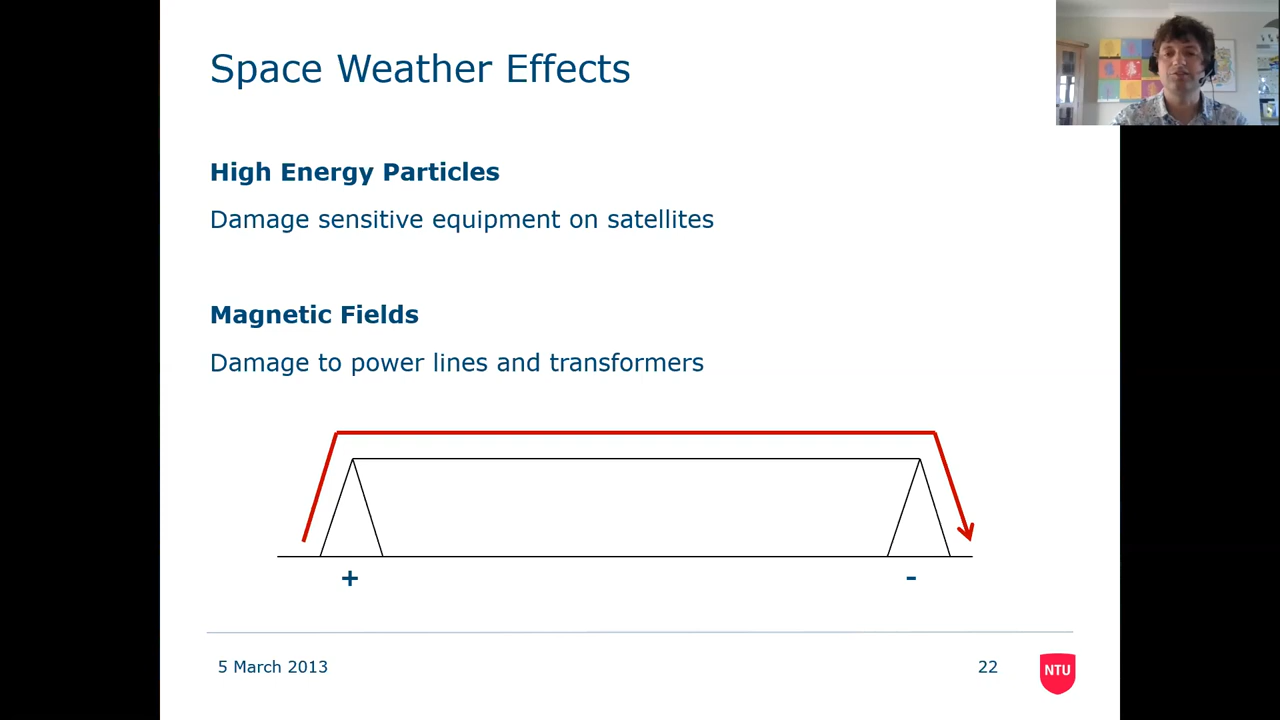 Space Weather Effects
High Energy Particles
Damage sensitive equipment on satellites
Magnetic Fields
Damage to power lines and transformers
+
-
5 March 2013
22
NTU